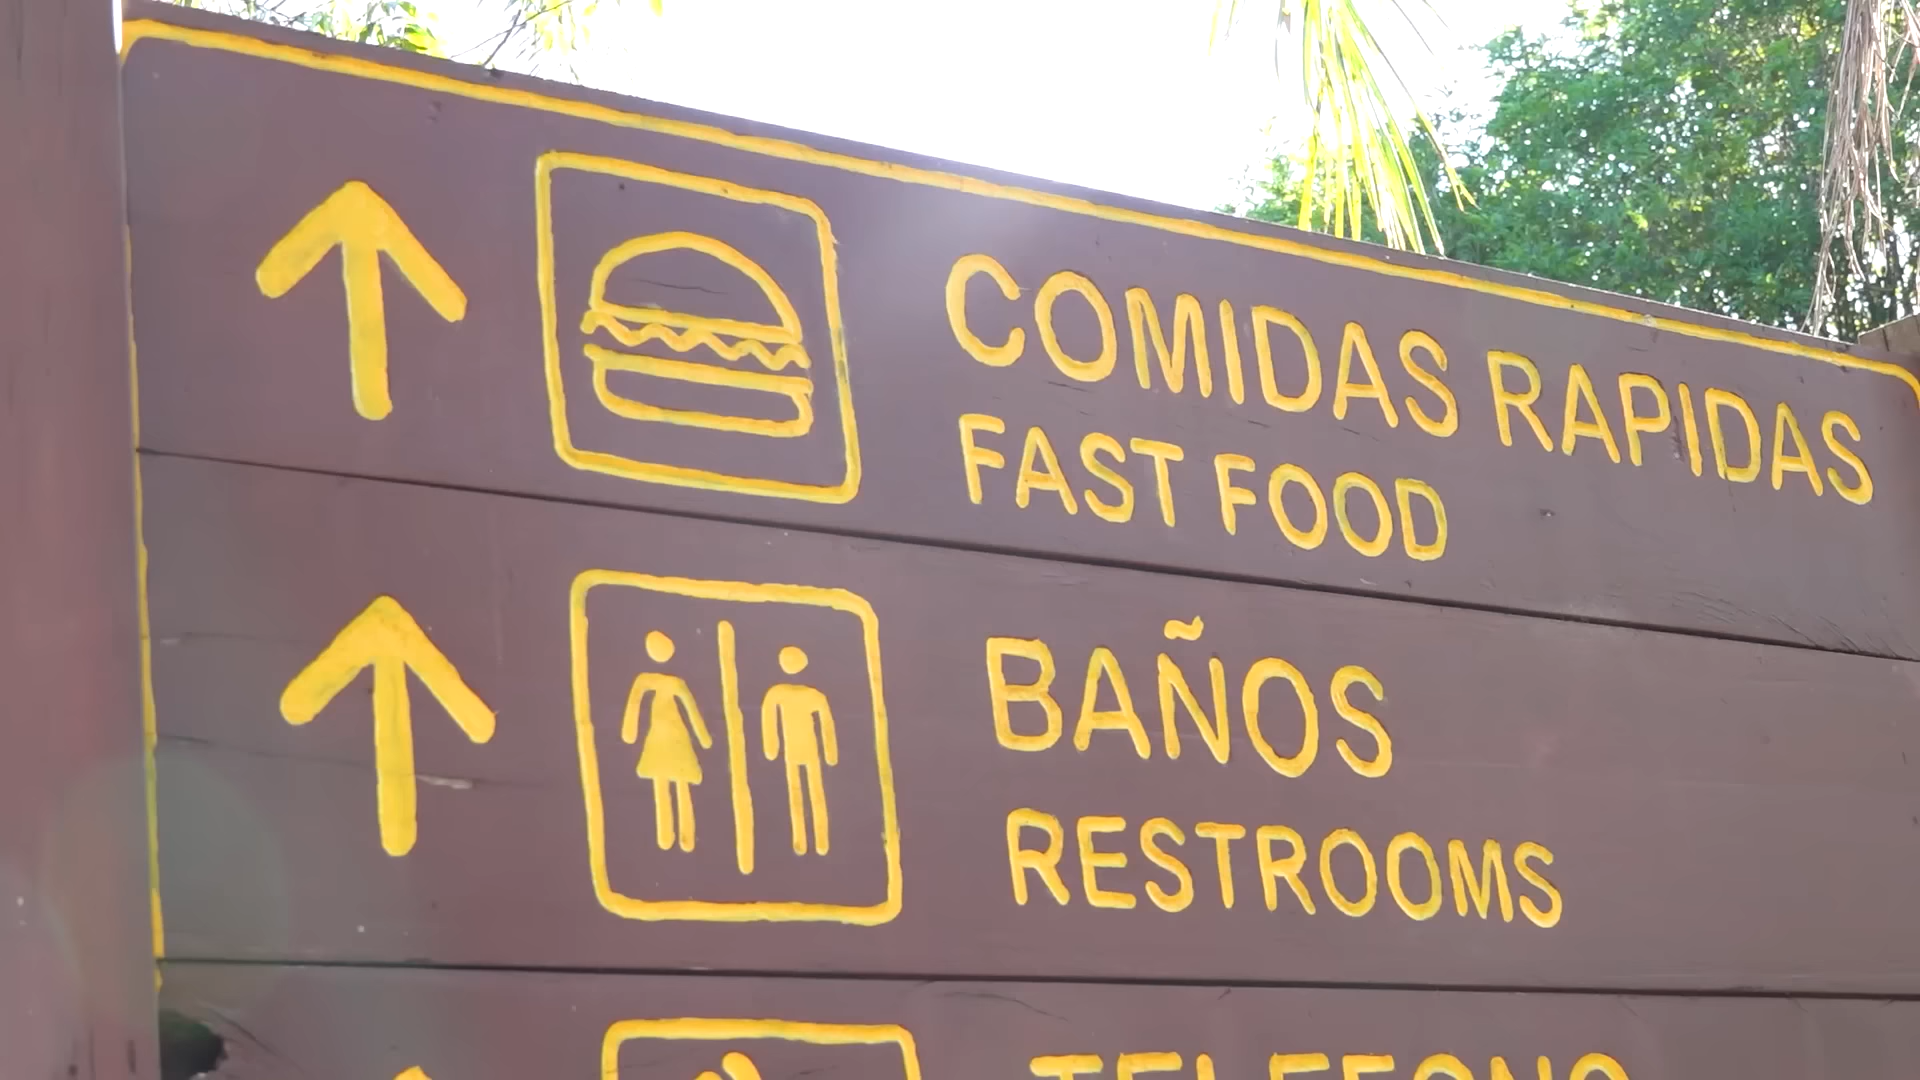 COMIDAS RAPIDAS
FAST FOOD
BAÑOS
RESTROOMS
TELEFONO